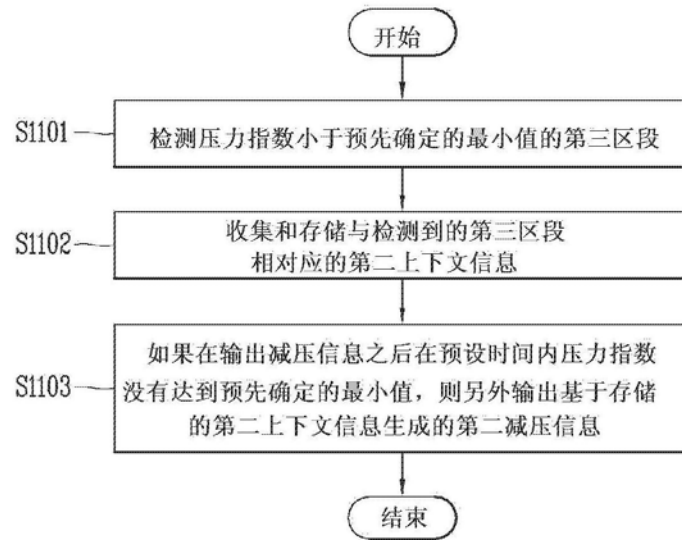 开始
S1101
检测压力指数小于预先确定的最小值的第三区段
S1102
收集和存储与检测到的第三区段
相对应的第二上下文信息
S1103
如果在输出减压信息之后在预设时间内压力指数
没有达到预先确定的最小值，则另外输出基于存储
的第二上下文信息生成的第二减压信息
结束